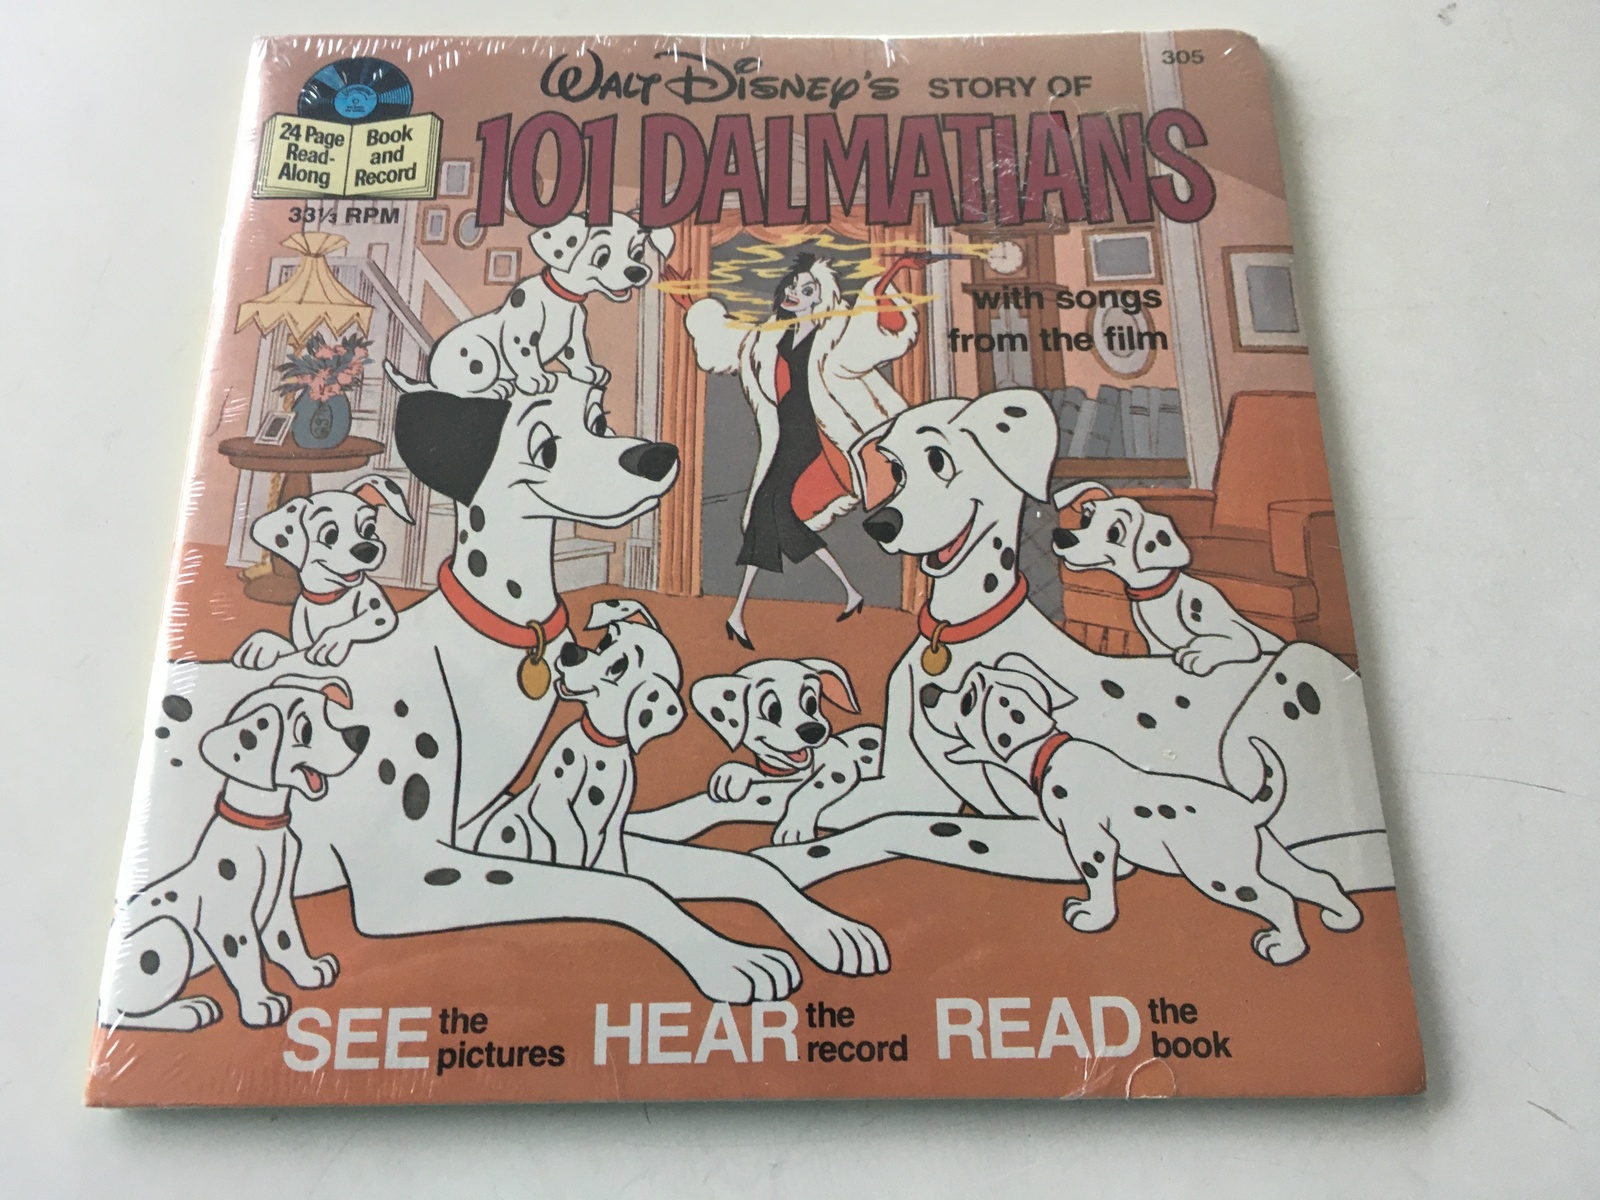 305
WALT DISNEY'S STORY OF
101 DALMATIANS
24 Page
Read-
Along
Book
and
Record
33⅓ RPM
with songs
from the film
SEE the pictures
HEAR the record
READ the book